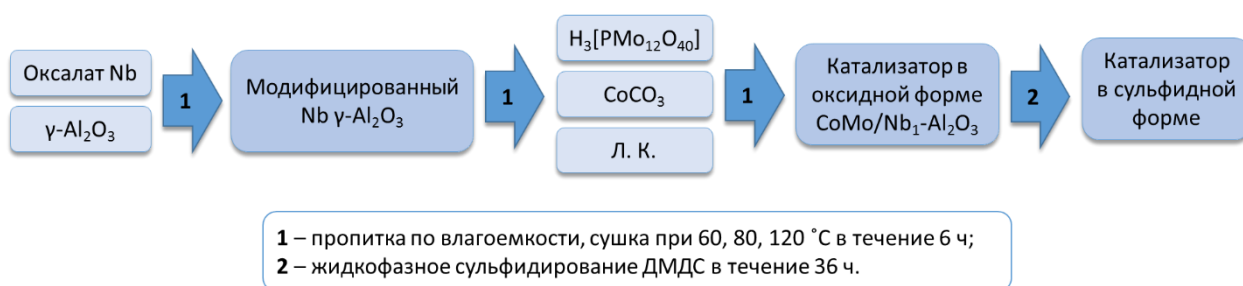 Оксалат Nb
γ-Al₂O₃
1
Модифицированный
Nb γ-Al₂O₃
1
H₃[PMo₁₂O₄₀]
CoCO₃
Л. К.
1
Катализатор в
оксидной форме
CoMo/Nb₁-Al₂O₃
2
Катализатор
в сульфидной
форме
1 – пропитка по влагоемкости, сушка при 60, 80, 120 ˚С в течение 6 ч;
2 – жидкофазное сульфидирование ДМДС в течение 36 ч.